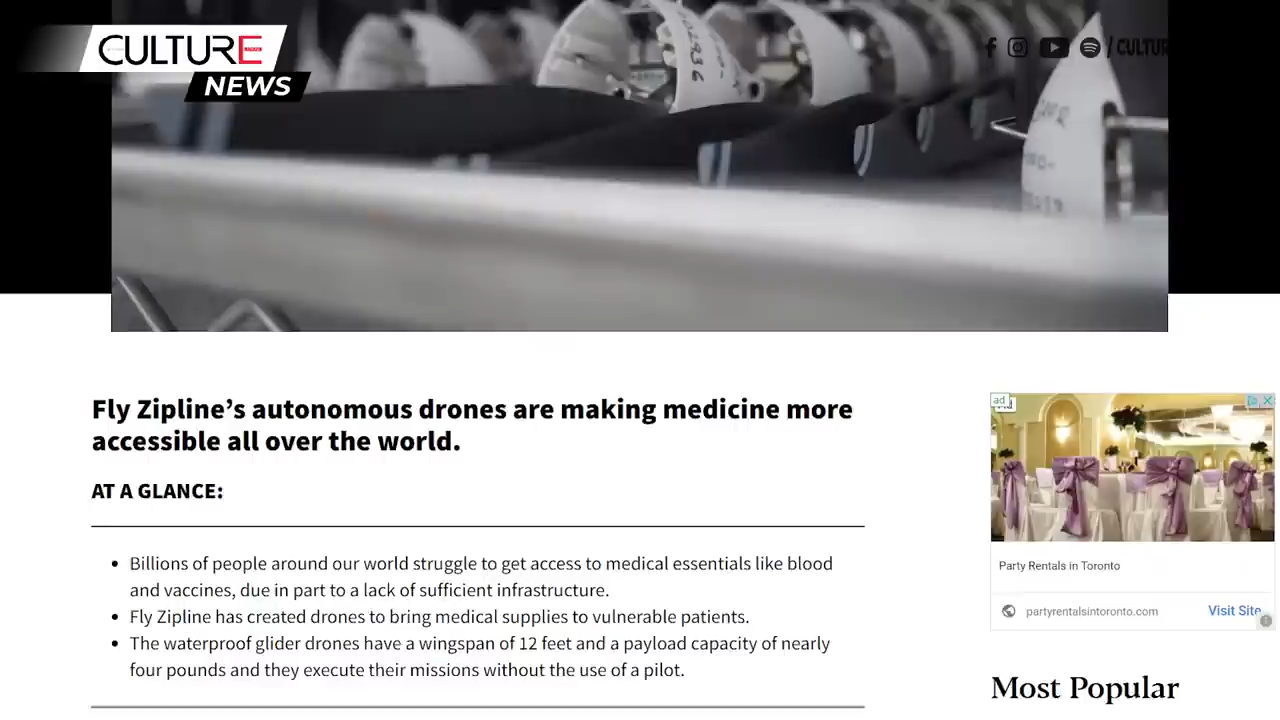 CULTURE
NEWS
/ CULTUR
Fly Zipline’s autonomous drones are making medicine more
accessible all over the world.
AT A GLANCE:
• Billions of people around our world struggle to get access to medical essentials like blood
and vaccines, due in part to a lack of sufficient infrastructure.
• Fly Zipline has created drones to bring medical supplies to vulnerable patients.
• The waterproof glider drones have a wingspan of 12 feet and a payload capacity of nearly
four pounds and they execute their missions without the use of a pilot.
ad
Party Rentals in Toronto
partyrentalsintoronto.com
Visit Site
Most Popular